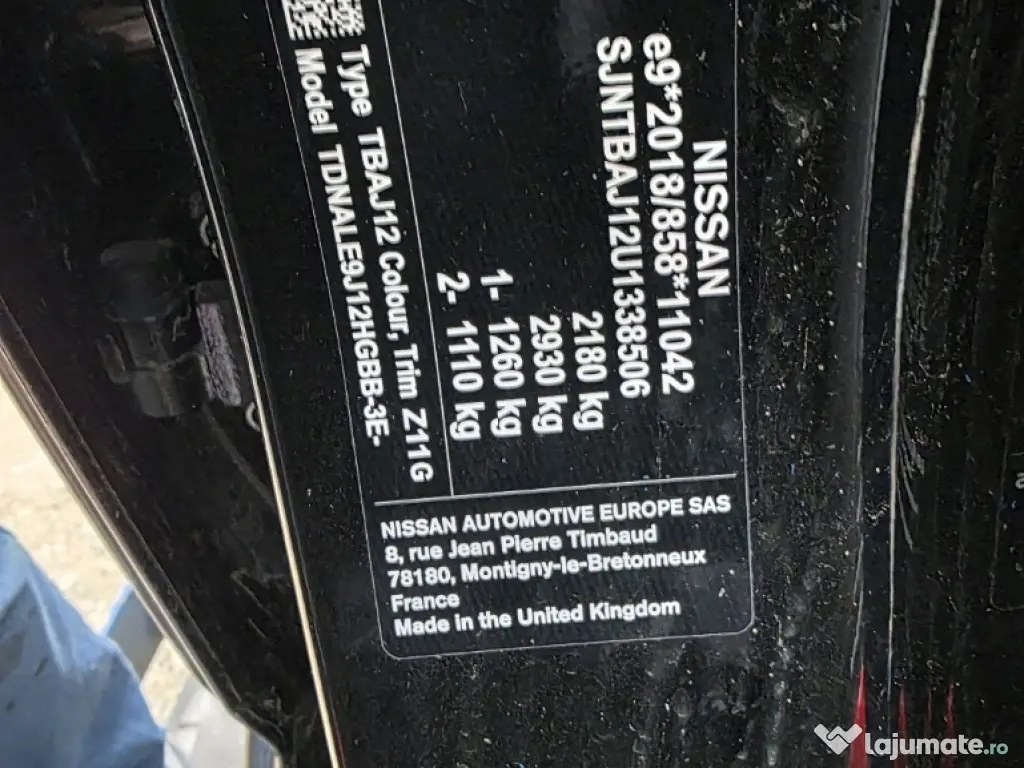 NISSAN
e9*2018/858*11042
SJNTBAJ12U1338506
2180 kg
2930 kg
1- 1260 kg
2- 1110 kg
Type TBAJ12 Colour, Trim Z11G
Model TDNALE9J12HGBB-3E-
NISSAN AUTOMOTIVE EUROPE SAS
8, rue Jean Pierre Timbaud
78180, Montigny-le-Bretonneux
France
Made in the United Kingdom
lajumate.ro